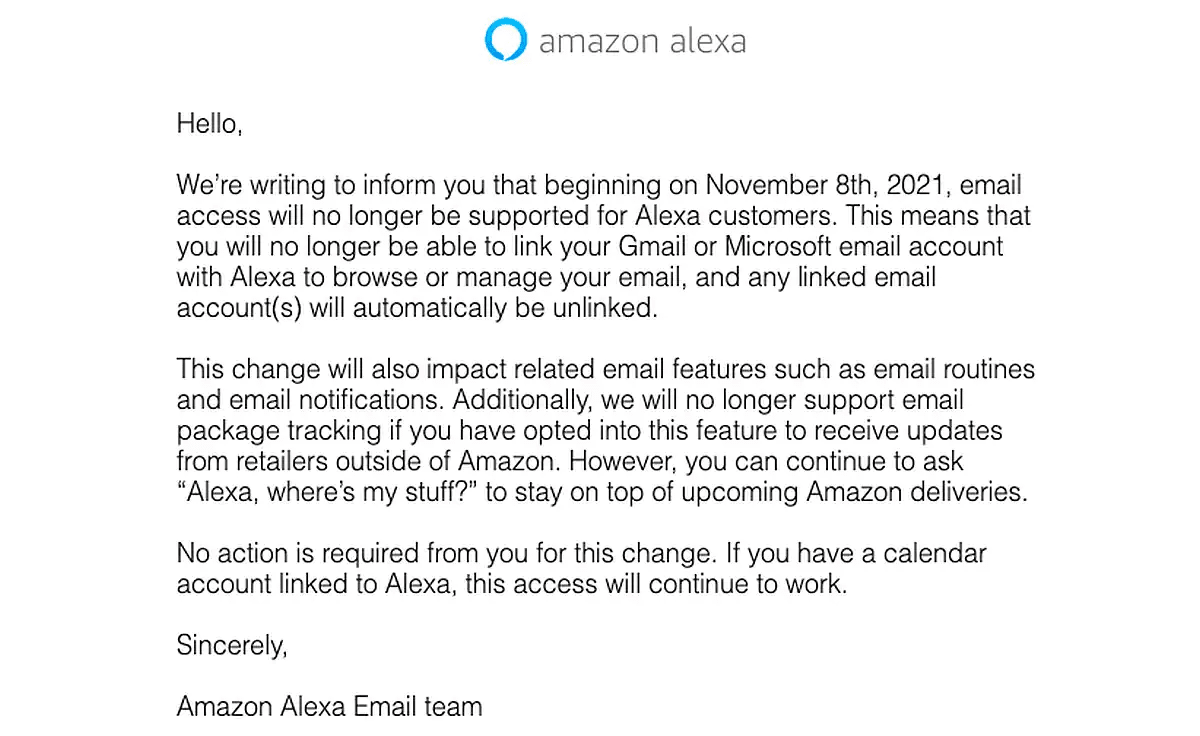 amazon alexa
Hello,
We’re writing to inform you that beginning on November 8th, 2021, email
access will no longer be supported for Alexa customers. This means that
you will no longer be able to link your Gmail or Microsoft email account
with Alexa to browse or manage your email, and any linked email
account(s) will automatically be unlinked.
This change will also impact related email features such as email routines
and email notifications. Additionally, we will no longer support email
package tracking if you have opted into this feature to receive updates
from retailers outside of Amazon. However, you can continue to ask
“Alexa, where’s my stuff?” to stay on top of upcoming Amazon deliveries.
No action is required from you for this change. If you have a calendar
account linked to Alexa, this access will continue to work.
Sincerely,
Amazon Alexa Email team